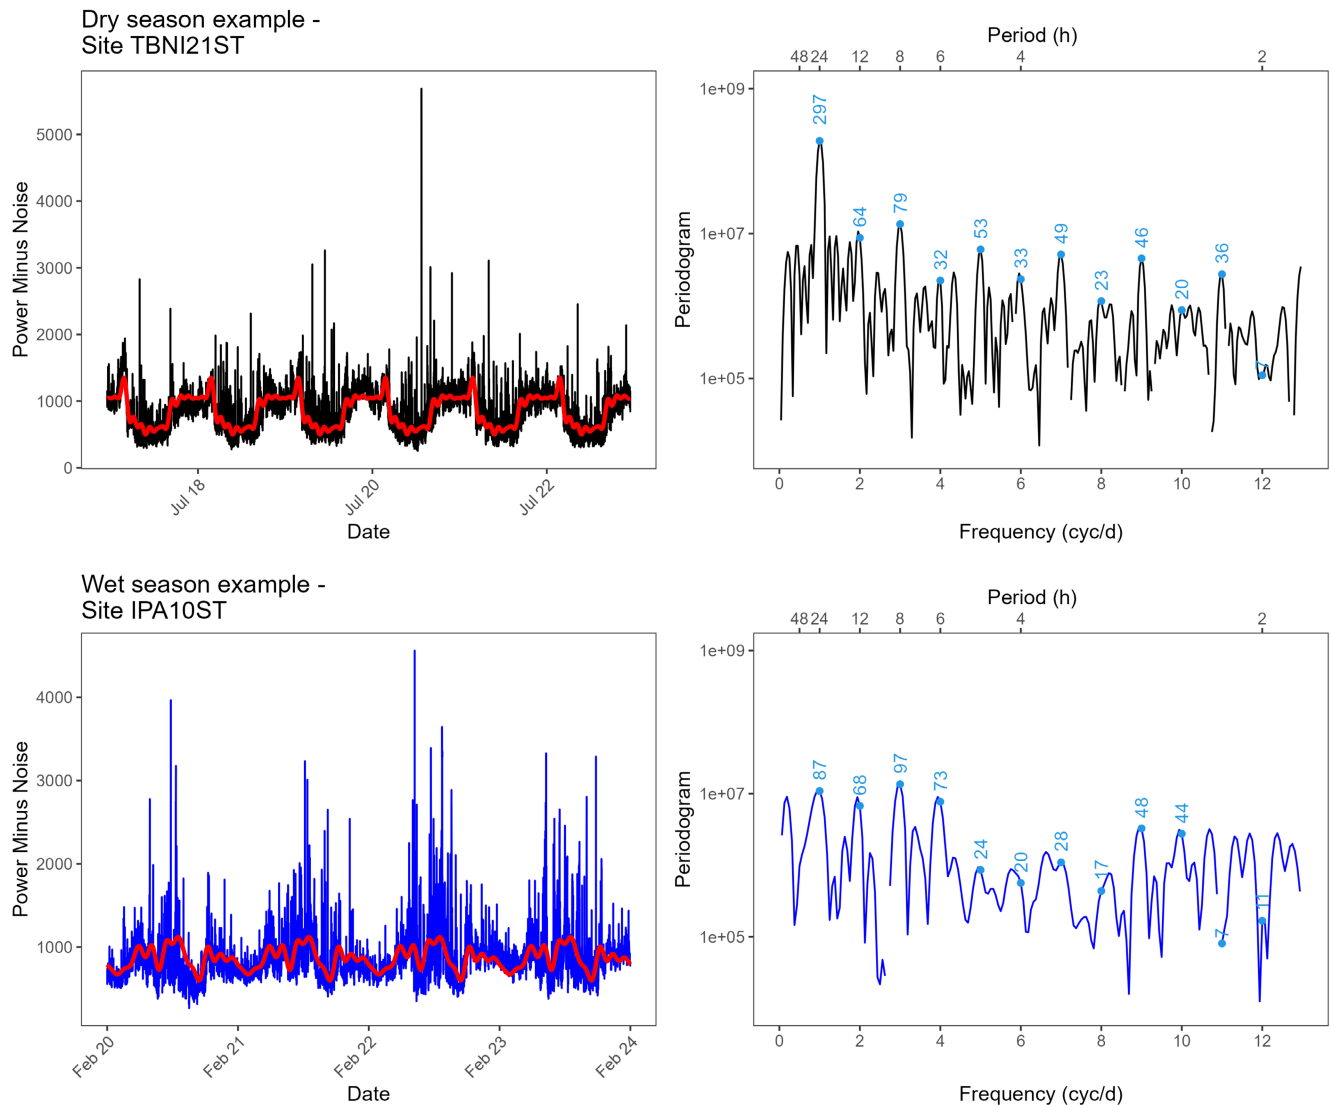 Dry season example -
Site TBNI21ST
Power Minus Noise
5000
4000
3000
2000
1000
0
Jul 18
Jul 20
Jul 22
Date
Period (h)
48 24 12 8 6 4 2
Periodogram
1e+09
1e+07
1e+05
297
64
79
32
53
33
49
23
46
20
36
7
0 2 4 6 8 10 12
Frequency (cyc/d)
Wet season example -
Site IPA10ST
Power Minus Noise
4000
3000
2000
1000
Feb 20
Feb 21
Feb 22
Feb 23
Feb 24
Date
Period (h)
48 24 12 8 6 4 2
Periodogram
1e+09
1e+07
1e+05
87
68
97
73
24
20
28
17
48
44
7
11
0 2 4 6 8 10 12
Frequency (cyc/d)